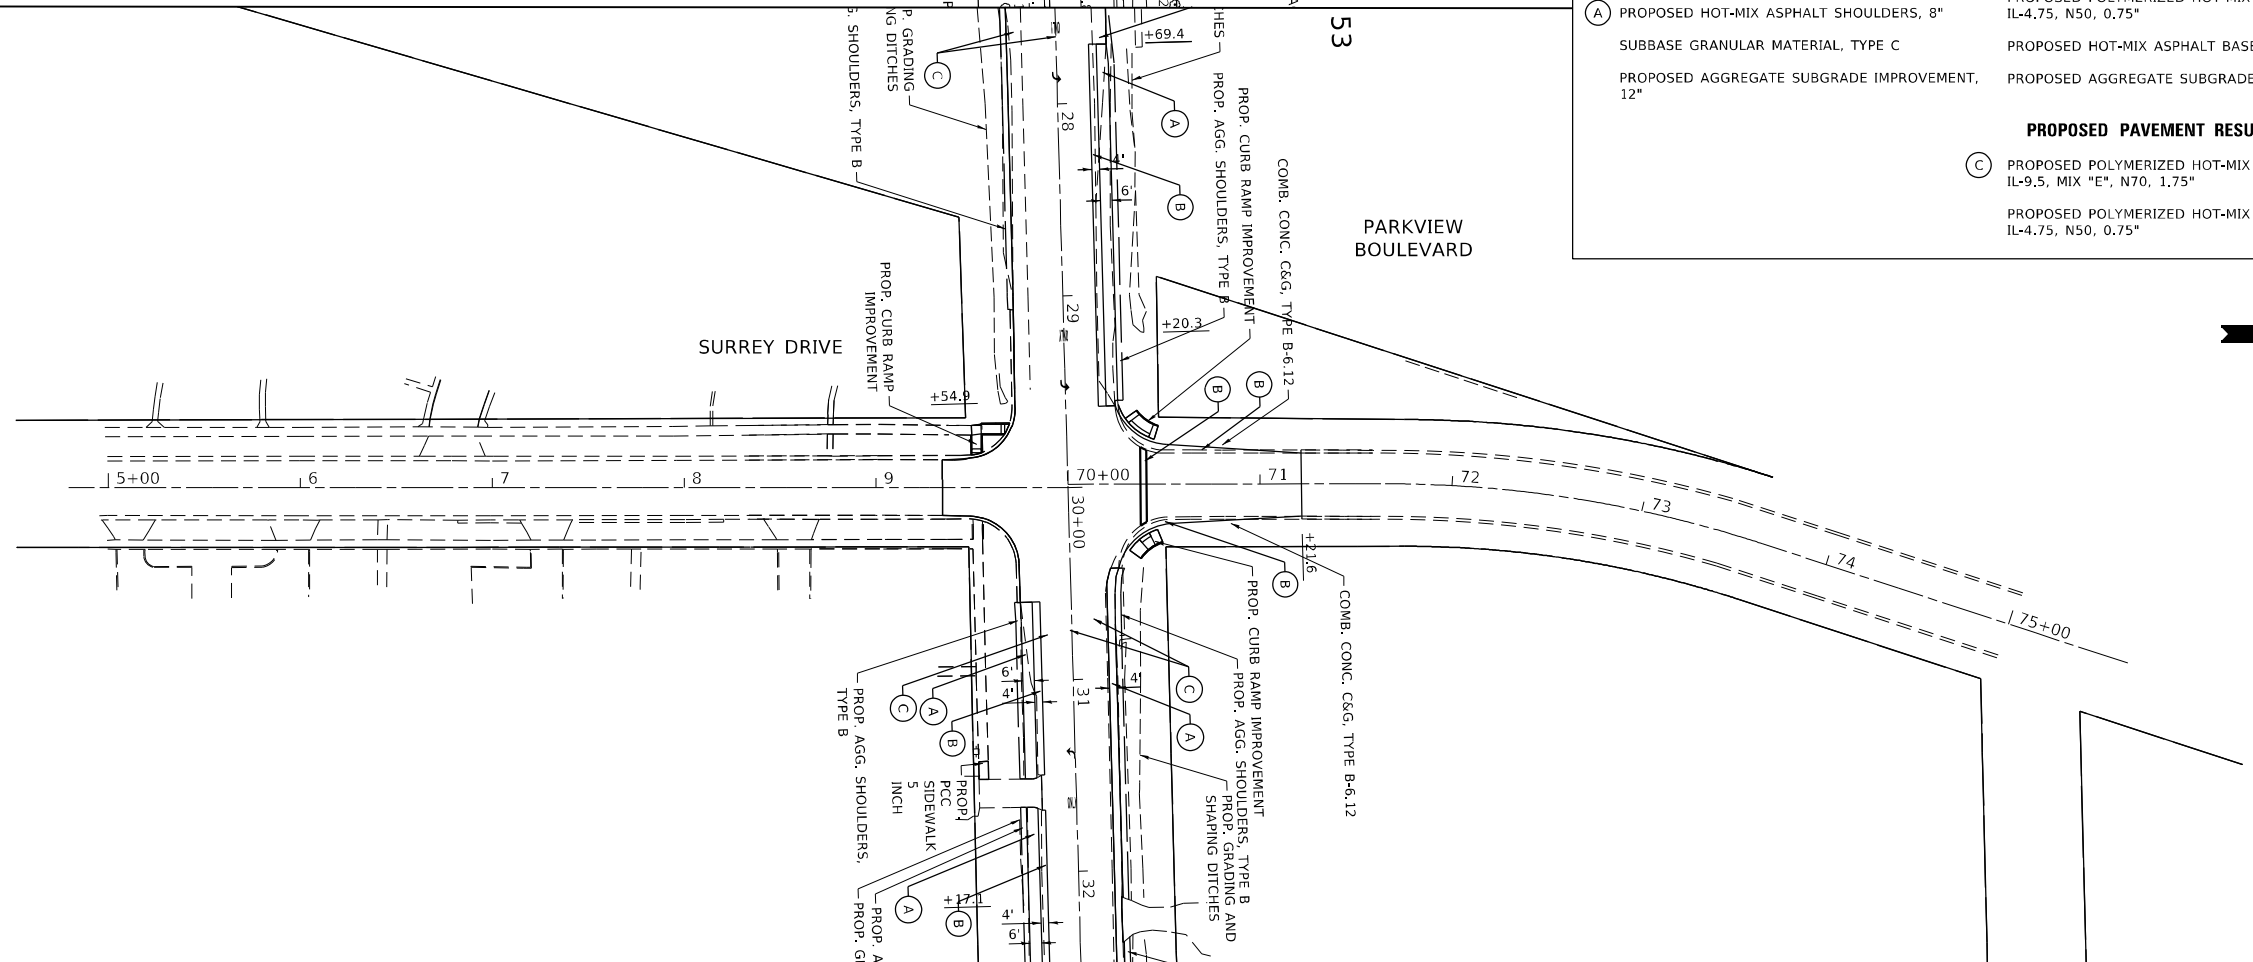 53
A PROPOSED HOT-MIX ASPHALT SHOULDERS, 8"
SUBBASE GRANULAR MATERIAL, TYPE C
PROPOSED AGGREGATE SUBGRADE IMPROVEMENT,
12"
IL-4.75, N50, 0.75"
PROPOSED HOT-MIX ASPHALT BASE
PROPOSED AGGREGATE SUBGRADE
PROPOSED PAVEMENT RESU
C PROPOSED POLYMERIZED HOT-MIX
IL-9.5, MIX "E", N70, 1.75"
PROPOSED POLYMERIZED HOT-MIX
IL-4.75, N50, 0.75"
P. GRADING
NG DITCHES
SHOULDERS, TYPE B
C
28
+69.4
A
4'
B
6'
PROP. AGG. SHOULDERS, TYPE B
PROP. CURB RAMP IMPROVEMENT
COMB. CONC. C&G, TYPE B-6.12
PARKVIEW
BOULEVARD
SURREY DRIVE
PROP. CURB RAMP
IMPROVEMENT
29
+20.3
+54.9
B
B
5+00
6
7
8
9
70+00
71
72
73
74
75+00
30+00
+21.6
B
PROP. CURB RAMP IMPROVEMENT
COMB. CONC. C&G, TYPE B-6.12
6'
4'
31
4'
C
A
B
C
A
PROP. AGG. SHOULDERS, TYPE B
PROP. GRADING AND
SHAPING DITCHES
PROP. AGG. SHOULDERS,
TYPE B
PROP.
PCC
SIDEWALK
5
INCH
32
+17.1
A
B
4'
6'
PROP. A
PROP. G